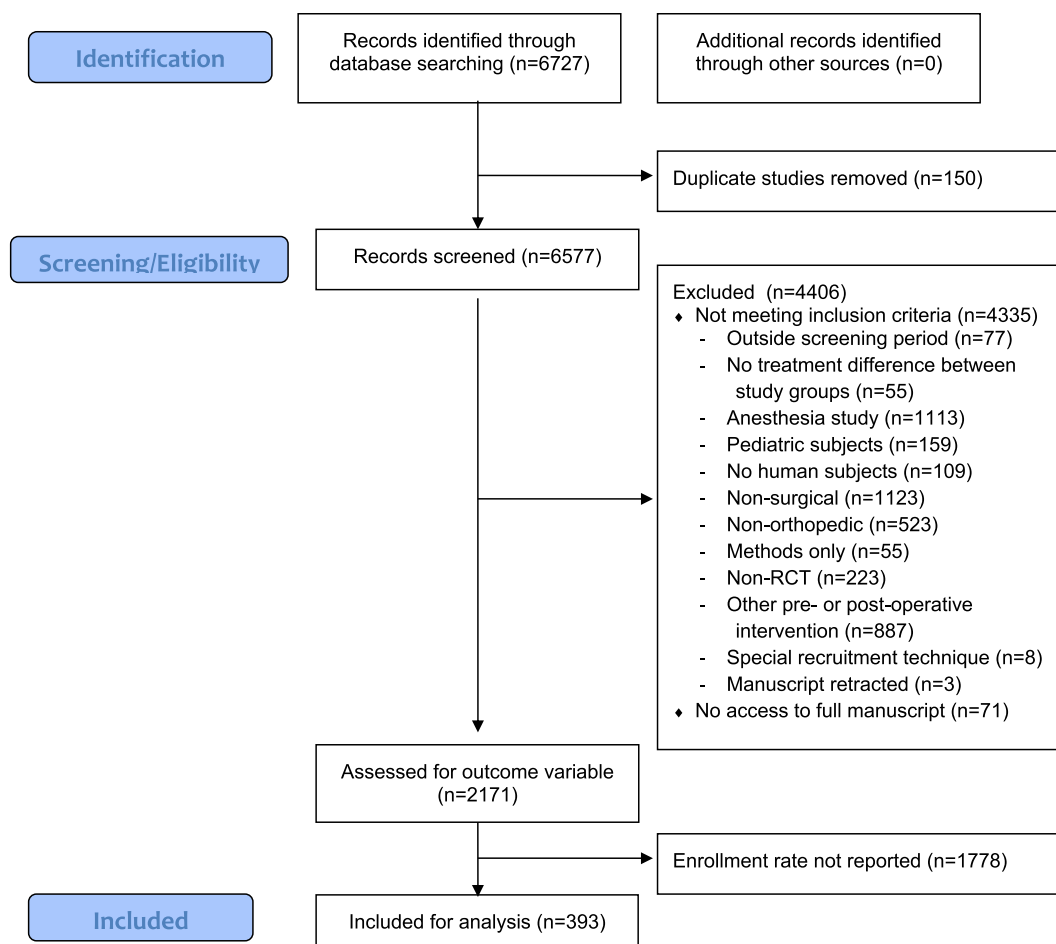 Identification
Records identified through
database searching (n=6727)
Additional records identified
through other sources (n=0)
Duplicate studies removed (n=150)
Screening/Eligibility
Records screened (n=6577)
Excluded  (n=4406)
♦ Not meeting inclusion criteria (n=4335)
- Outside screening period (n=77)
- No treatment difference between
study groups (n=55)
- Anesthesia study (n=1113)
- Pediatric subjects (n=159)
- No human subjects (n=109)
- Non-surgical (n=1123)
- Non-orthopedic (n=523)
- Methods only (n=55)
- Non-RCT (n=223)
- Other pre- or post-operative
intervention (n=887)
- Special recruitment technique (n=8)
- Manuscript retracted (n=3)
♦ No access to full manuscript (n=71)
Assessed for outcome variable
(n=2171)
Enrollment rate not reported (n=1778)
Included
Included for analysis (n=393)